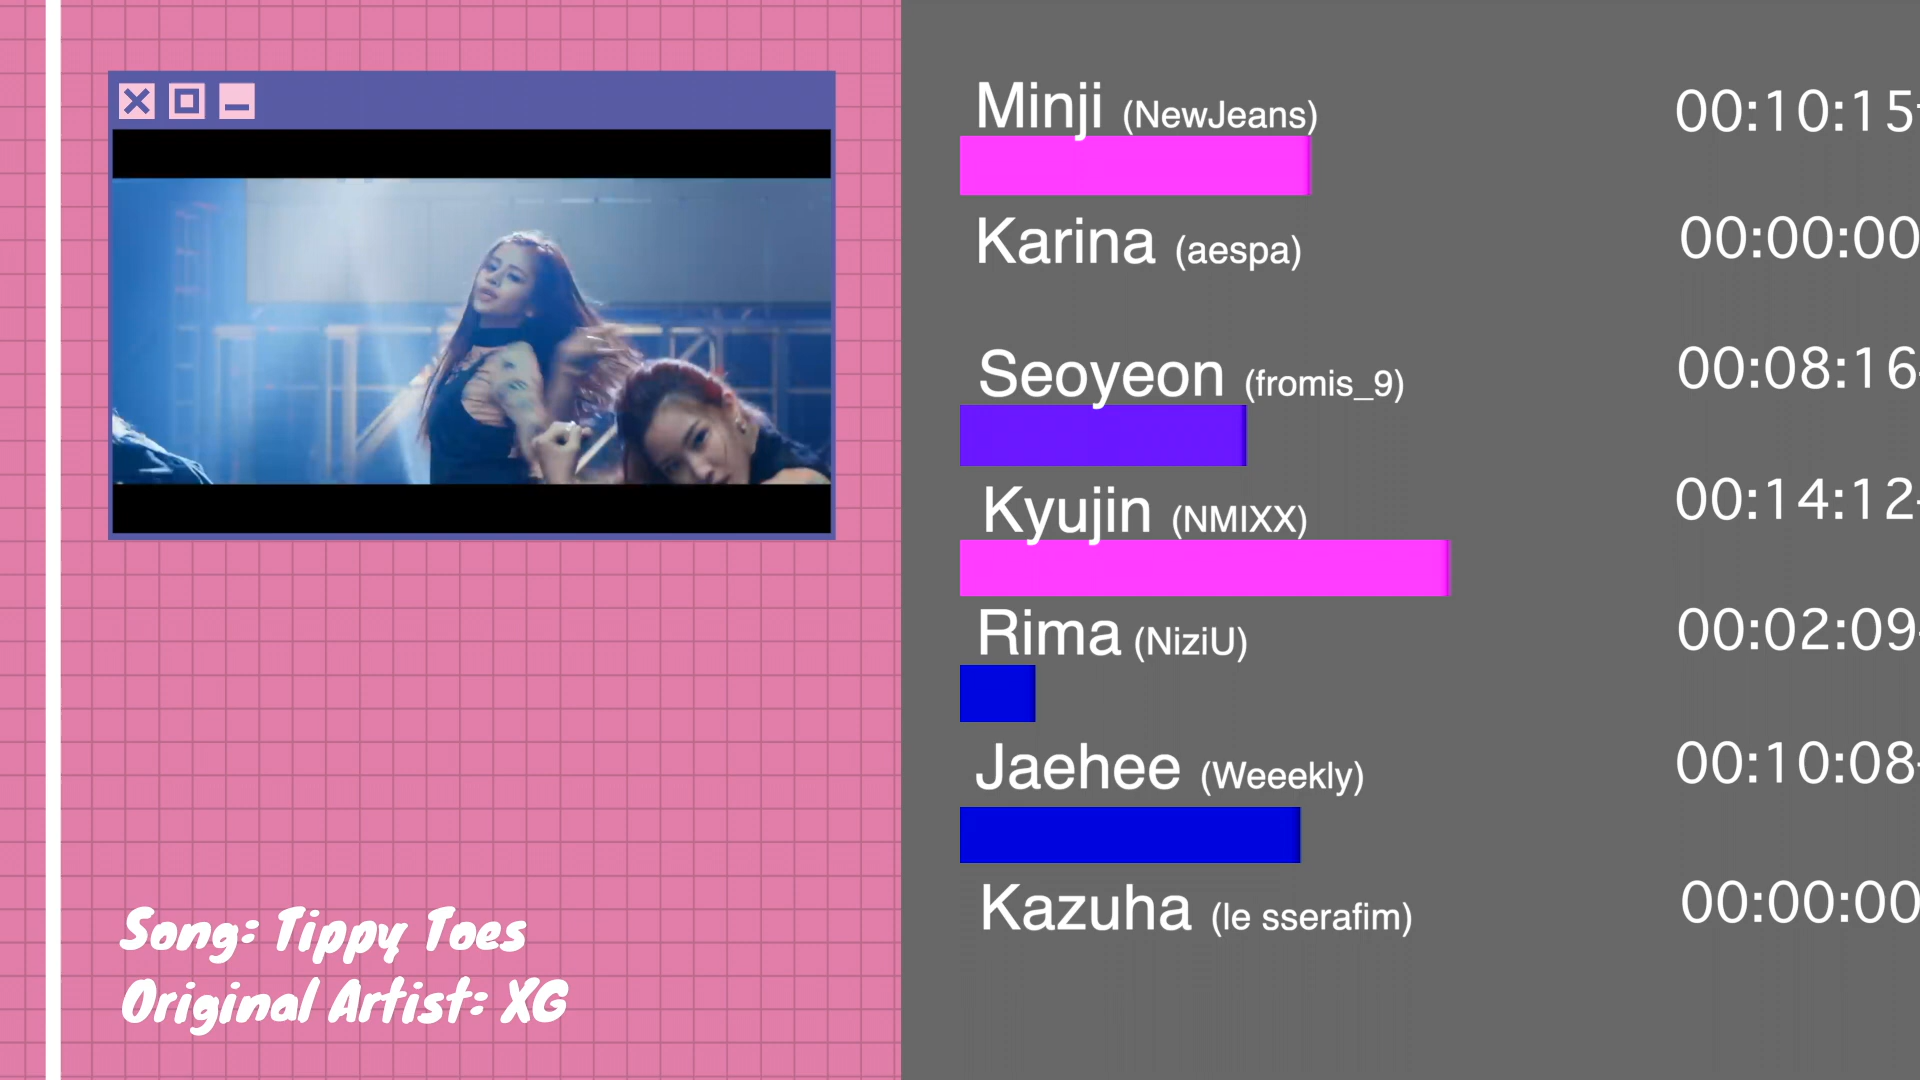 Minji (NewJeans) 00:10:15
Karina (aespa) 00:00:00
Seoyeon (fromis_9) 00:08:16
Kyujin (NMIXX) 00:14:12
Rima (NiziU) 00:02:09
Jaehee (Weeekly) 00:10:08
Kazuha (le sserafim) 00:00:00
Song: Tippy Toes
Original Artist: XG